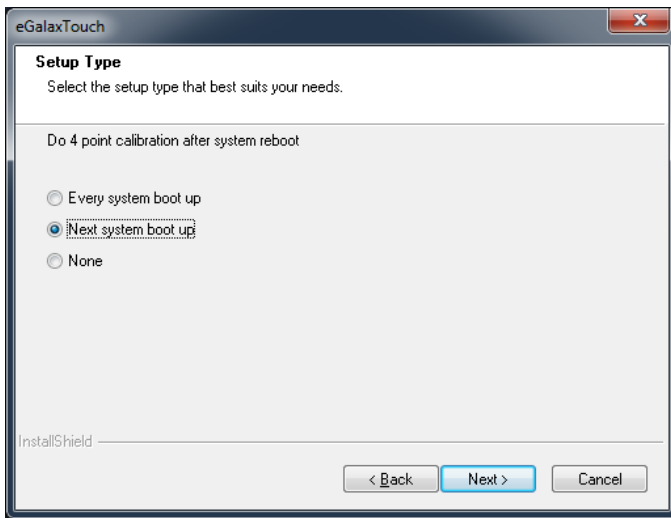 eGalaxTouch
Setup Type
Select the setup type that best suits your needs.
Do 4 point calibration after system reboot
Every system boot up
Next system boot up
None
InstallShield
< Back Next > Cancel